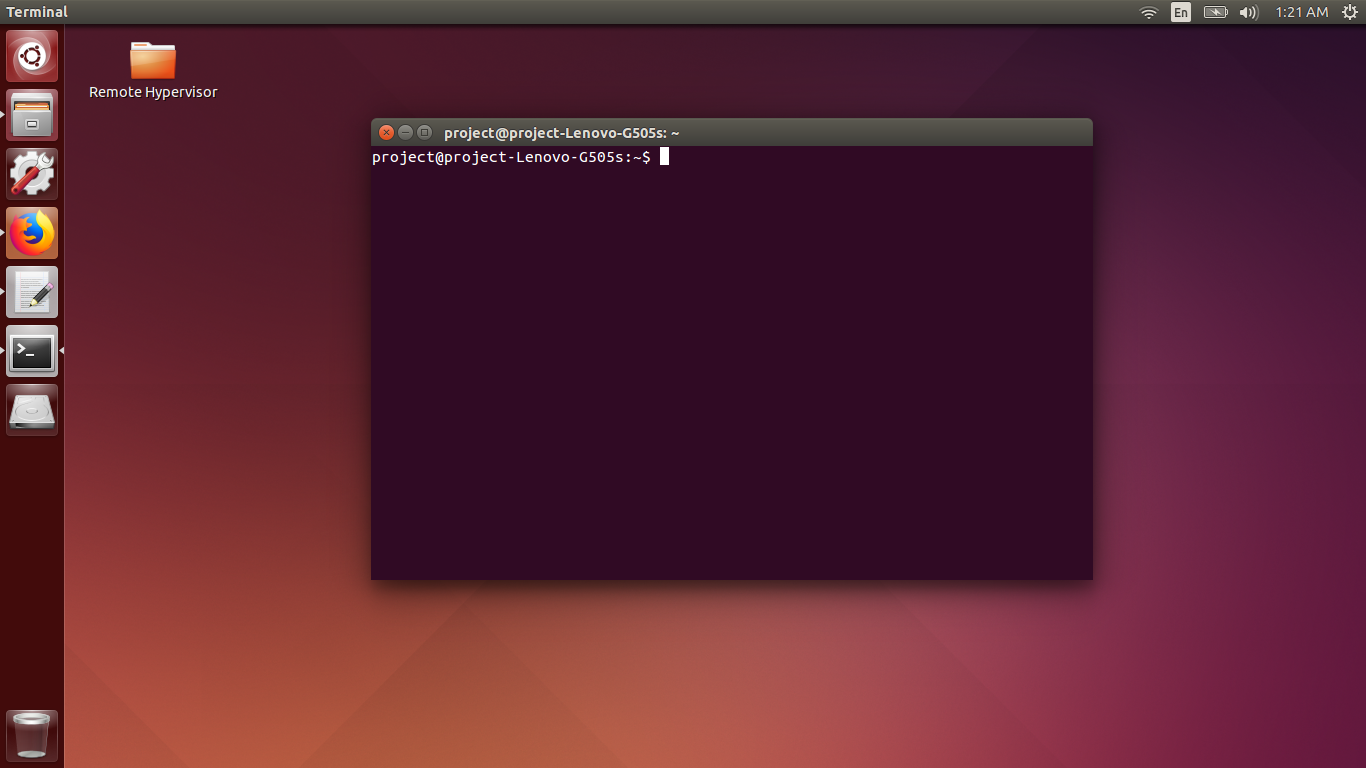 Terminal
En
1:21 AM
Remote Hypervisor
project@project-Lenovo-G505s: ~
project@project-Lenovo-G505s:~$